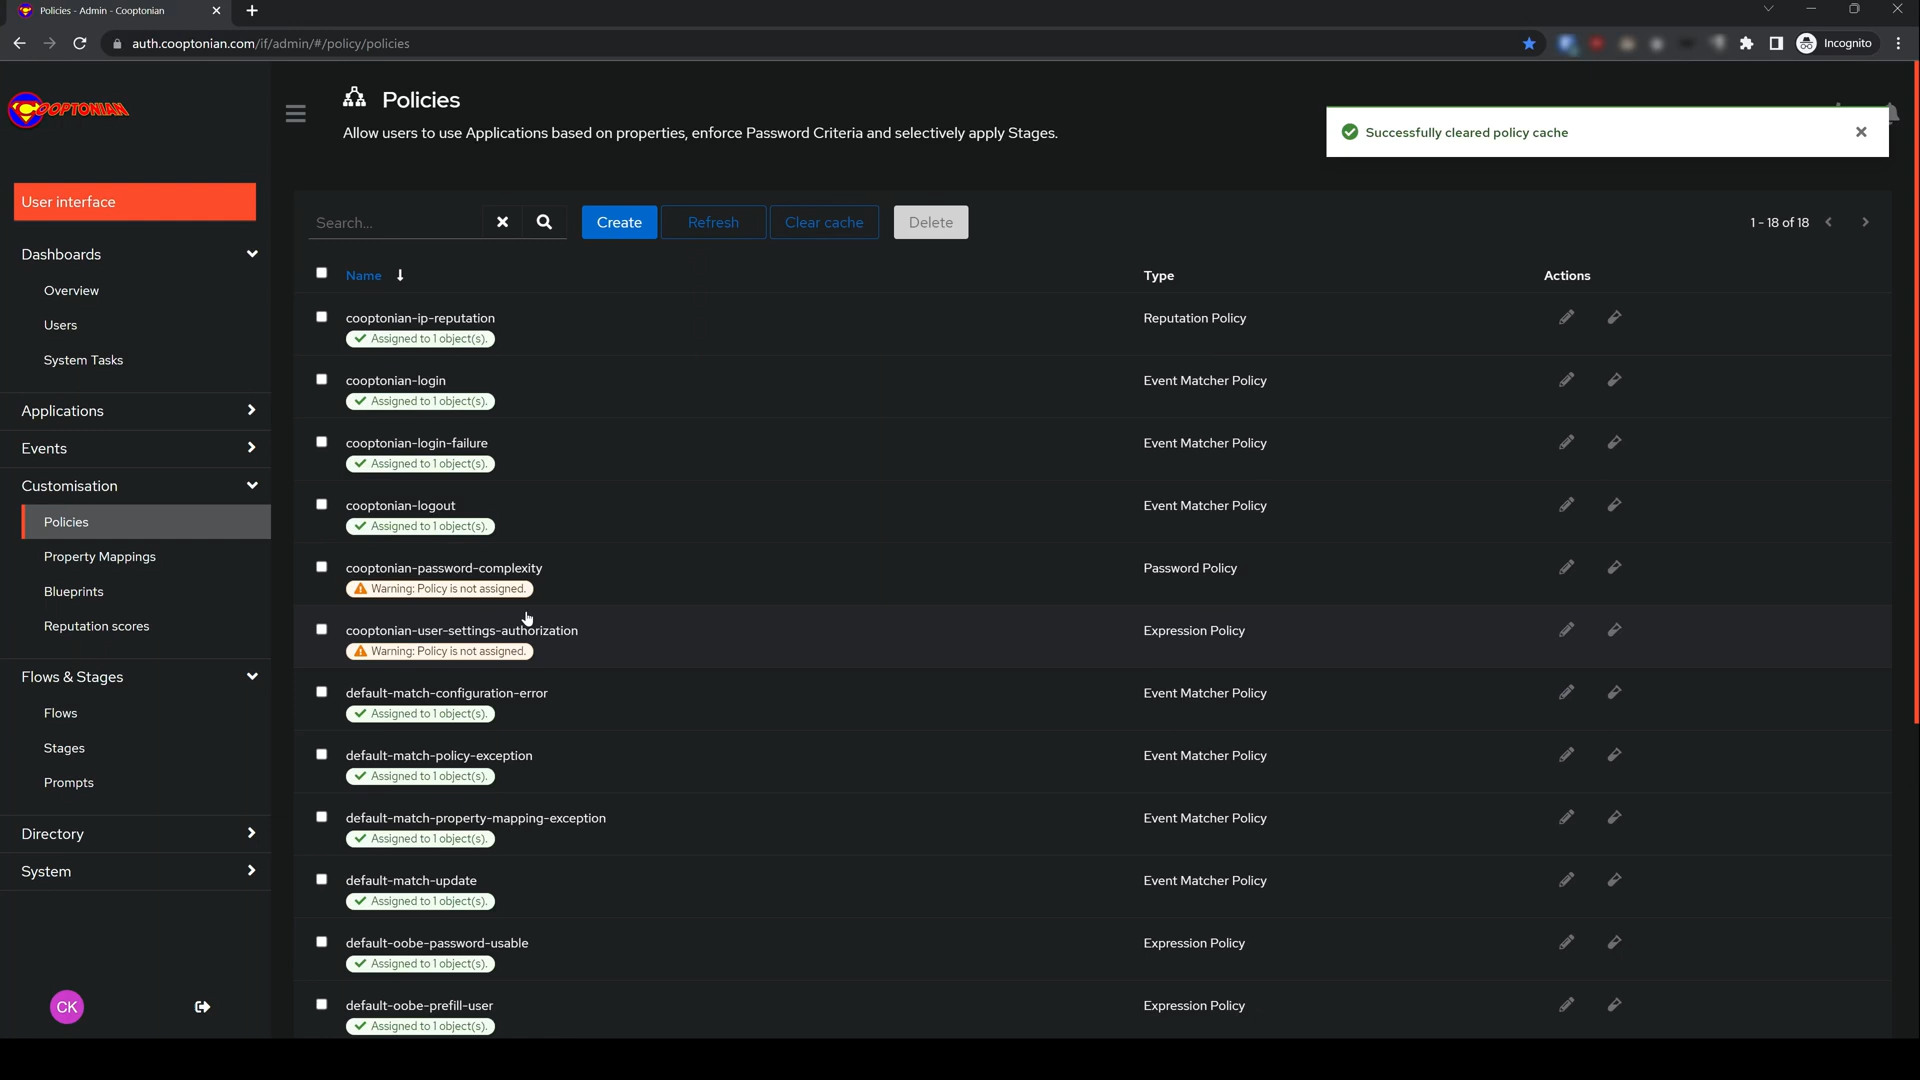 Policies - Admin - Cooptonian
auth.cooptonian.com/if/admin/#/policy/policies
Incognito
COOPTONIAN
Policies
Allow users to use Applications based on properties, enforce Password Criteria and selectively apply Stages.
Successfully cleared policy cache
User interface
Dashboards
Overview
Users
System Tasks
Applications
Events
Customisation
Policies
Property Mappings
Blueprints
Reputation scores
Flows & Stages
Flows
Stages
Prompts
Directory
System
CK
Search...
Create
Refresh
Clear cache
Delete
1 - 18 of 18
Name
Type
Actions
cooptonian-ip-reputation
Reputation Policy
Assigned to 1 object(s).
cooptonian-login
Event Matcher Policy
Assigned to 1 object(s).
cooptonian-login-failure
Event Matcher Policy
Assigned to 1 object(s).
cooptonian-logout
Event Matcher Policy
Assigned to 1 object(s).
cooptonian-password-complexity
Password Policy
Warning: Policy is not assigned.
cooptonian-user-settings-authorization
Expression Policy
Warning: Policy is not assigned.
default-match-configuration-error
Event Matcher Policy
Assigned to 1 object(s).
default-match-policy-exception
Event Matcher Policy
Assigned to 1 object(s).
default-match-property-mapping-exception
Event Matcher Policy
Assigned to 1 object(s).
default-match-update
Event Matcher Policy
Assigned to 1 object(s).
default-oobe-password-usable
Expression Policy
Assigned to 1 object(s).
default-oobe-prefill-user
Expression Policy
Assigned to 1 object(s).